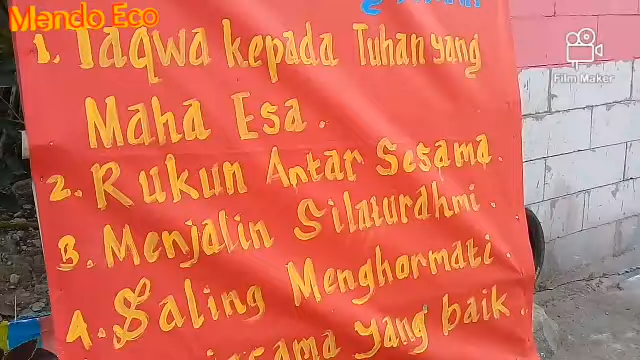 Mando Eco
1. Taqwa kepada Tuhan yang
Maha Esa.
2. Rukun Antar Sesama.
3. Menjalin Silaturahmi.
4. Saling Menghormati.
yang baik.
Film Maker